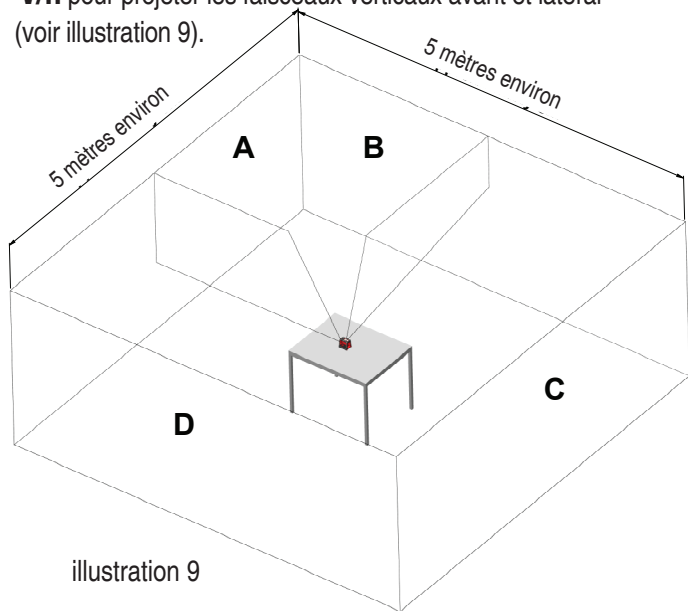 pour projeter les faisceaux verticaux avant et latéral
(voir illustration 9).
5 mètres environ
5 mètres environ
A
B
C
D
illustration 9